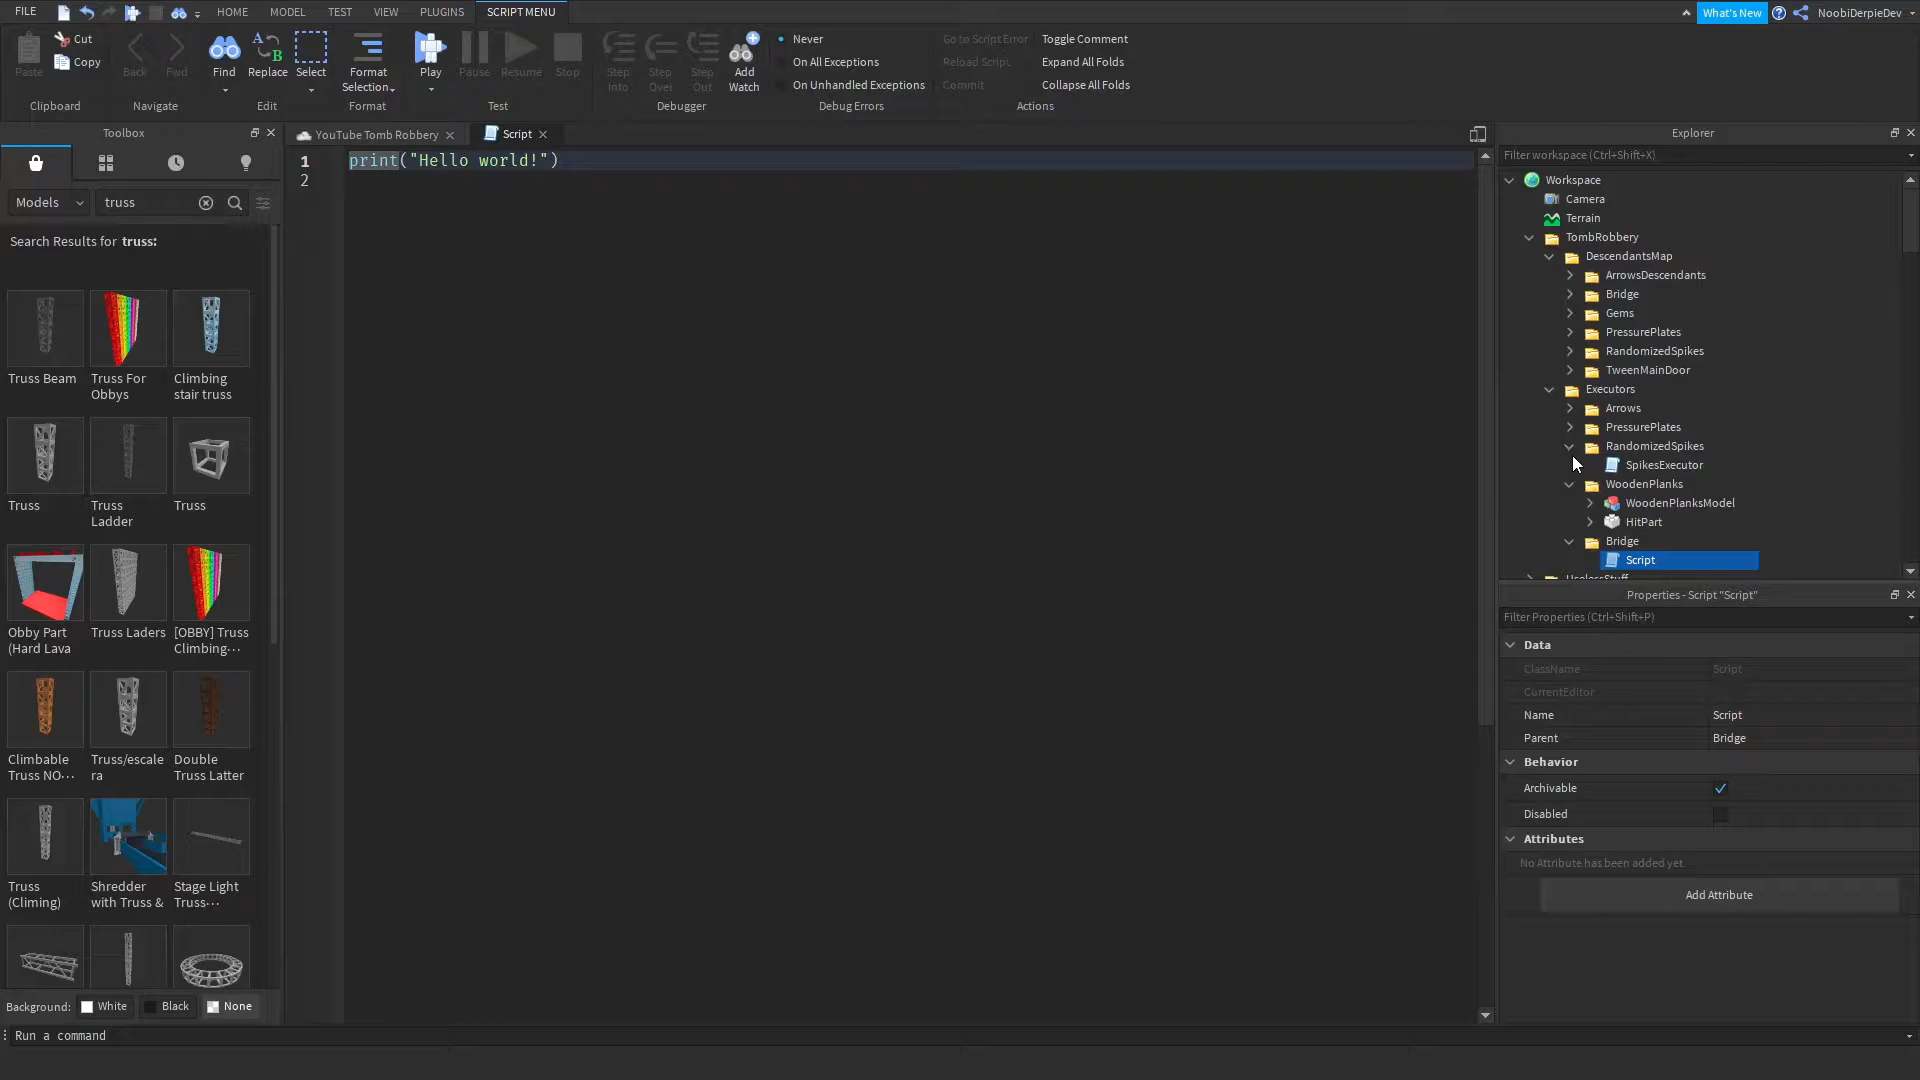 FILE HOME MODEL TEST VIEW PLUGINS SCRIPT MENU What's New NoobiDerpieDev
Paste Cut Copy Back Fwd Find Replace Select Format Selection Play Pause Resume Stop Step Into Step Over Step Out Add Watch
Never Go to Script Error Toggle Comment
On All Exceptions Reload Script Expand All Folds
On Unhandled Exceptions Commit Collapse All Folds
Clipboard Navigate Edit Format Test Debugger Debug Errors Actions
Toolbox
YouTube Tomb Robbery Script
Models truss
Search Results for truss:
Truss Beam
Truss For Obbys
Climbing stair truss
Truss
Truss Ladder
Truss
Obby Part (Hard Lava
Truss Laders
[OBBY] Truss Climbing...
Climbable Truss NO...
Truss/escale ra
Double Truss Latter
Truss (Climing)
Shredder with Truss &
Stage Light Truss...
Background: White Black None
Run a command
1 print("Hello world!")
2
Explorer
Filter workspace (Ctrl+Shift+X)
Workspace
Camera
Terrain
TombRobbery
DescendantsMap
ArrowsDescendants
Bridge
Gems
PressurePlates
RandomizedSpikes
TweenMainDoor
Executors
Arrows
PressurePlates
RandomizedSpikes
SpikesExecutor
WoodenPlanks
WoodenPlanksModel
HitPart
Bridge
Script
UselessStuff
Properties - Script "Script"
Filter Properties (Ctrl+Shift+P)
Data
ClassName Script
CurrentEditor
Name Script
Parent Bridge
Behavior
Archivable
Disabled
Attributes
No Attribute has been added yet.
Add Attribute